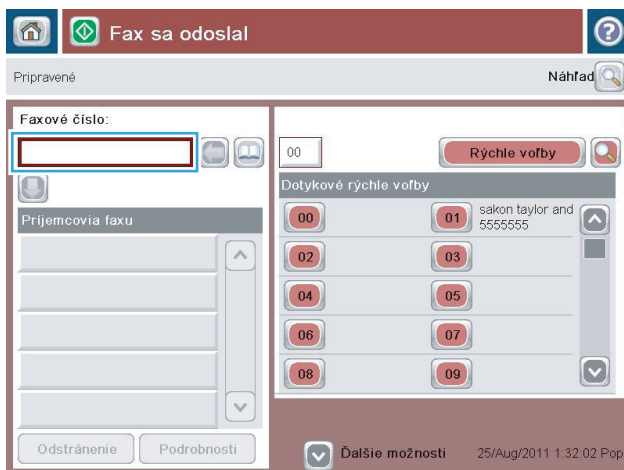 Fax sa odoslal
Pripravené
Náhľad
Faxové číslo:
00
Rýchle voľby
Dotykové rýchle voľby
Príjemcovia faxu
00
01
sakon taylor and
5555555
02
03
04
05
06
07
08
09
Odstránenie
Podrobnosti
Ďalšie možnosti
25/Aug/2011 1:32:02 Pop